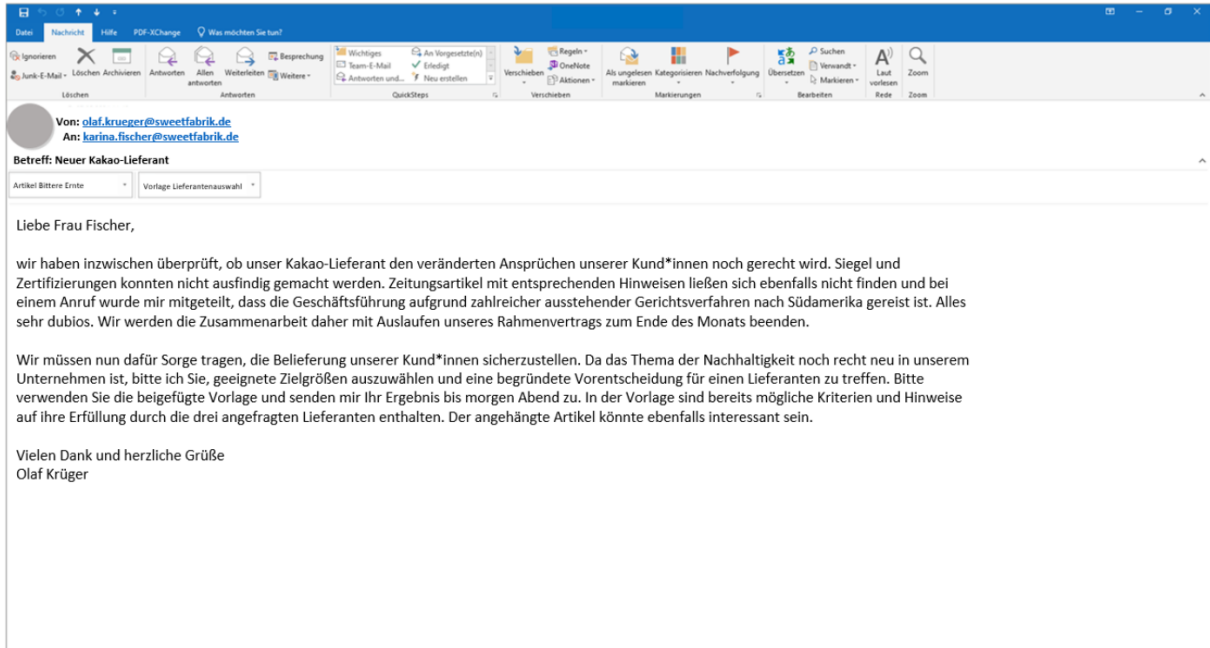 Datei Nachricht Hilfe PDF-XChange Was möchten Sie tun?
Ignorieren
Junk-E-Mail
Löschen Archivieren
Löschen
Antworten Allen antworten Weiterleiten
Besprechung
Weitere
Antworten
Wichtiges An Vorgesetzte(n)
Team-E-Mail Erledigt
Antworten und... Neu erstellen
QuickSteps
Verschieben
Regeln
OneNote
Aktionen
Verschieben
Als ungelesen markieren Kategorisieren Nachverfolgung
Markierungen
Übersetzen
Suchen
Verwandt
Markieren
Bearbeiten
Laut vorlesen
Rede
Zoom
Zoom
Von: olaf.krueger@sweetfabrik.de
An: karina.fischer@sweetfabrik.de
Betreff: Neuer Kakao-Lieferant
Artikel Bittere Ernte Vorlage Lieferantenauswahl
Liebe Frau Fischer,
wir haben inzwischen überprüft, ob unser Kakao-Lieferant den veränderten Ansprüchen unserer Kund*innen noch gerecht wird. Siegel und
Zertifizierungen konnten nicht ausfindig gemacht werden. Zeitungsartikel mit entsprechenden Hinweisen ließen sich ebenfalls nicht finden und bei
einem Anruf wurde mir mitgeteilt, dass die Geschäftsführung aufgrund zahlreicher ausstehender Gerichtsverfahren nach Südamerika gereist ist. Alles
sehr dubios. Wir werden die Zusammenarbeit daher mit Auslaufen unseres Rahmenvertrags zum Ende des Monats beenden.
Wir müssen nun dafür Sorge tragen, die Belieferung unserer Kund*innen sicherzustellen. Da das Thema der Nachhaltigkeit noch recht neu in unserem
Unternehmen ist, bitte ich Sie, geeignete Zielgrößen auszuwählen und eine begründete Vorentscheidung für einen Lieferanten zu treffen. Bitte
verwenden Sie die beigefügte Vorlage und senden mir Ihr Ergebnis bis morgen Abend zu. In der Vorlage sind bereits mögliche Kriterien und Hinweise
auf ihre Erfüllung durch die drei angefragten Lieferanten enthalten. Der angehängte Artikel könnte ebenfalls interessant sein.
Vielen Dank und herzliche Grüße
Olaf Krüger